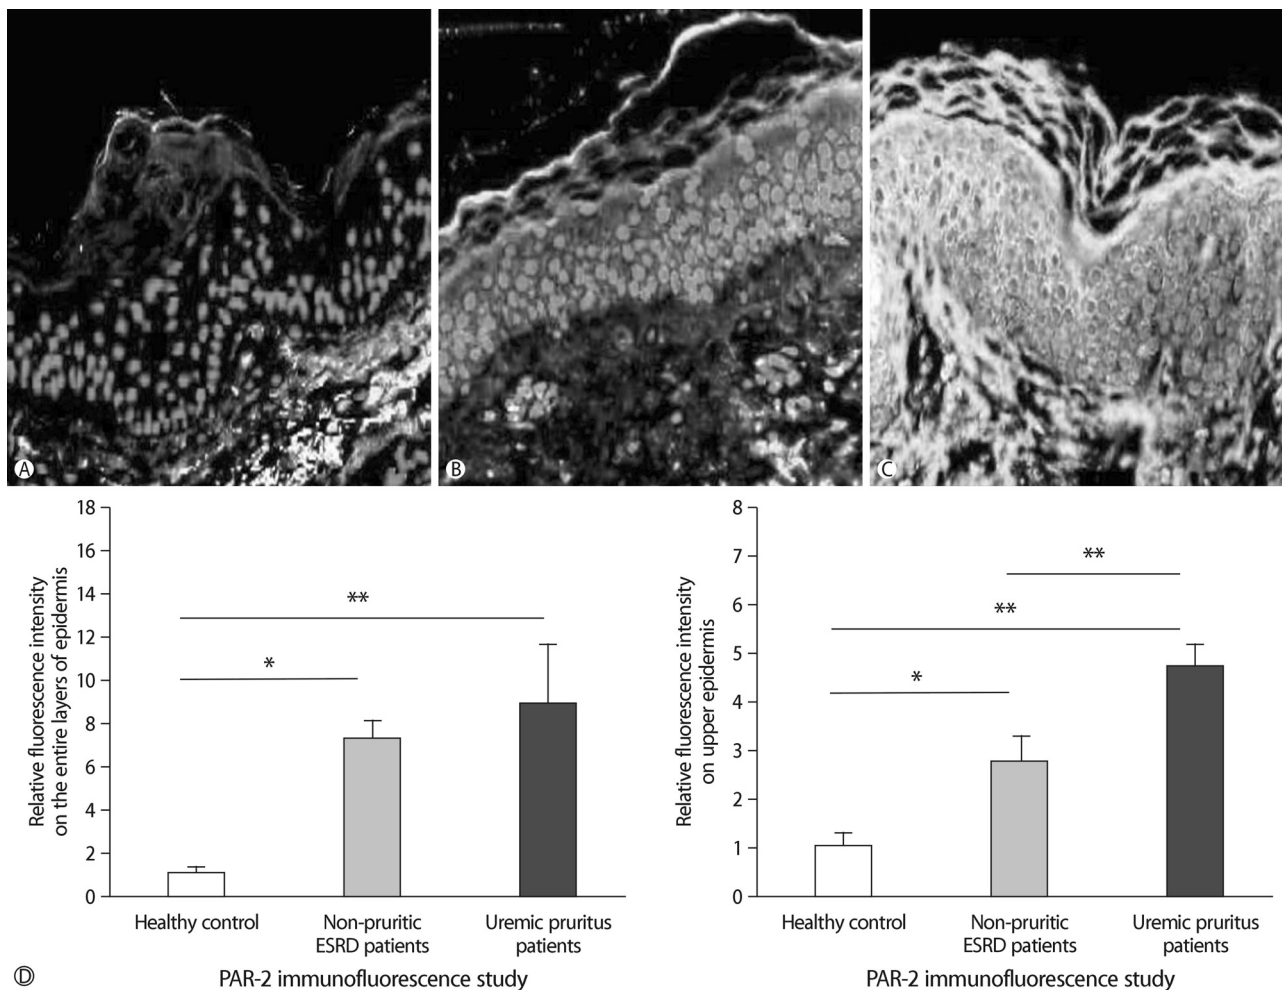 A
B
C
18
16
14
12
10
8
6
4
2
0
Relative fluorescence intensity
on the entire layers of epidermis
**
*
Healthy control
Non-pruritic
ESRD patients
Uremic pruritus
patients
PAR-2 immunofluorescence study
8
7
6
5
4
3
2
1
0
Relative fluorescence intensity
on upper epidermis
**
**
*
Healthy control
Non-pruritic
ESRD patients
Uremic pruritus
patients
PAR-2 immunofluorescence study
D